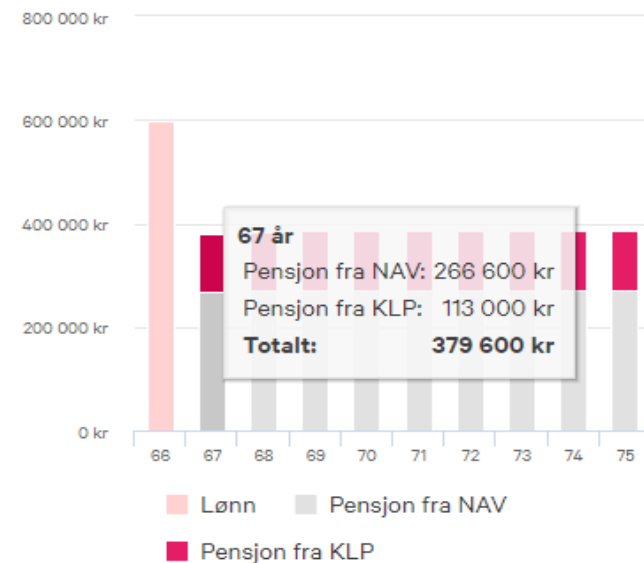 800 000 kr
600 000 kr
400 000 kr
200 000 kr
0 kr
67 år
Pensjon fra NAV: 266 600 kr
Pensjon fra KLP: 113 000 kr
Totalt: 379 600 kr
66 67 68 69 70 71 72 73 74 75
Lønn Pensjon fra NAV
Pensjon fra KLP